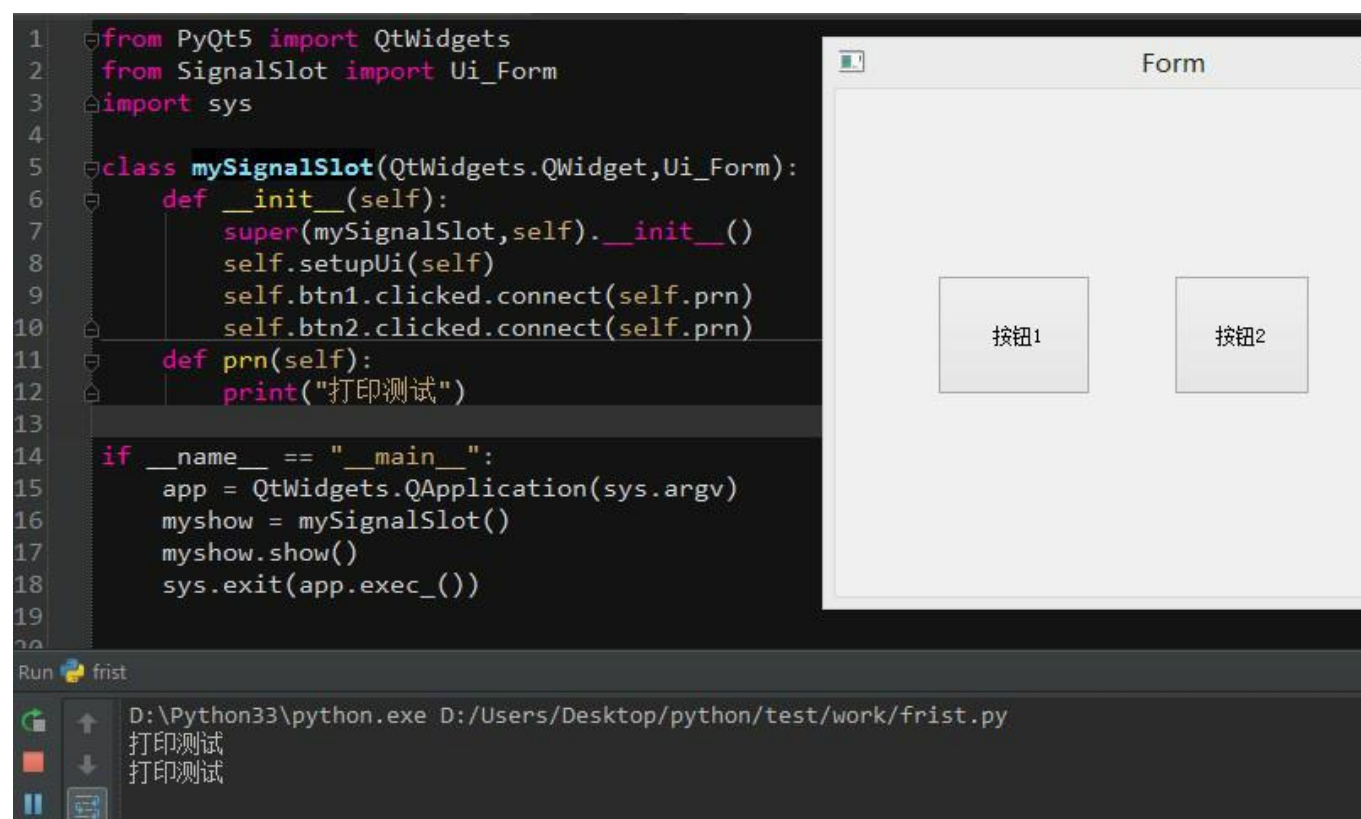 1 from PyQt5 import QtWidgets
2 from SignalSlot import Ui_Form
3 import sys
4
5 class mySignalSlot(QtWidgets.QWidget,Ui_Form):
6 def __init__(self):
7 super(mySignalSlot,self).__init__()
8 self.setupUi(self)
9 self.btn1.clicked.connect(self.prn)
10 self.btn2.clicked.connect(self.prn)
11 def prn(self):
12 print("打印测试")
13
14 if __name__ == "__main__":
15 app = QtWidgets.QApplication(sys.argv)
16 myshow = mySignalSlot()
17 myshow.show()
18 sys.exit(app.exec_())
19
20
Form
按钮1
按钮2
Run frist
D:\Python33\python.exe D:/Users/Desktop/python/test/work/frist.py
打印测试
打印测试